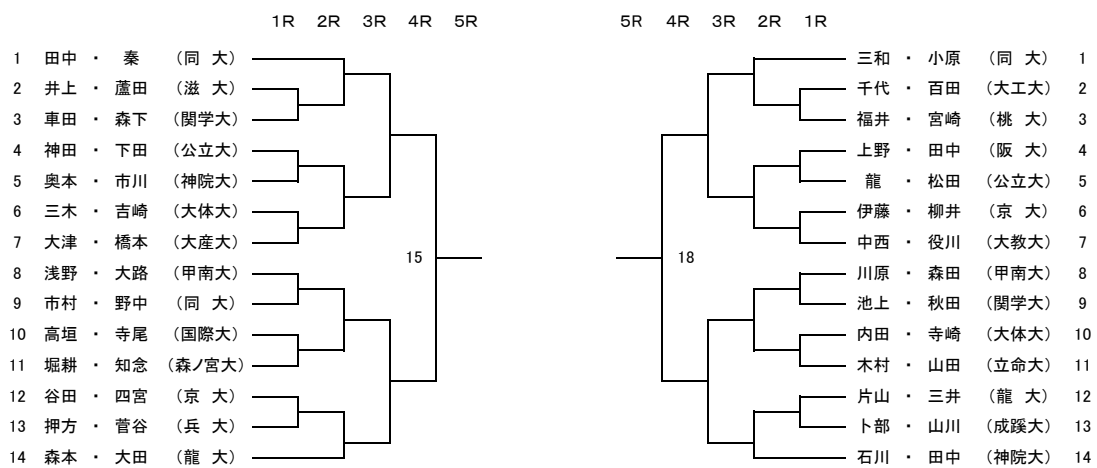 1R 2R 3R 4R 5R
1 田中 ・ 秦 (同 大)
2 井上 ・ 蘆田 (滋 大)
3 車田 ・ 森下 (関学大)
4 神田 ・ 下田 (公立大)
5 奥本 ・ 市川 (神院大)
6 三木 ・ 吉崎 (大体大)
7 大津 ・ 橋本 (大産大)
8 浅野 ・ 大路 (甲南大)
9 市村 ・ 野中 (同 大)
10 高垣 ・ 寺尾 (国際大)
11 堀耕 ・ 知念 (森ノ宮大)
12 谷田 ・ 四宮 (京 大)
13 押方 ・ 菅谷 (兵 大)
14 森本 ・ 大田 (龍 大)
15
5R 4R 3R 2R 1R
三和 ・ 小原 (同 大) 1
千代 ・ 百田 (大工大) 2
福井 ・ 宮崎 (桃 大) 3
上野 ・ 田中 (阪 大) 4
龍 ・ 松田 (公立大) 5
伊藤 ・ 柳井 (京 大) 6
中西 ・ 役川 (大教大) 7
川原 ・ 森田 (甲南大) 8
池上 ・ 秋田 (関学大) 9
内田 ・ 寺崎 (大体大) 10
木村 ・ 山田 (立命大) 11
片山 ・ 三井 (龍 大) 12
卜部 ・ 山川 (成蹊大) 13
石川 ・ 田中 (神院大) 14
18